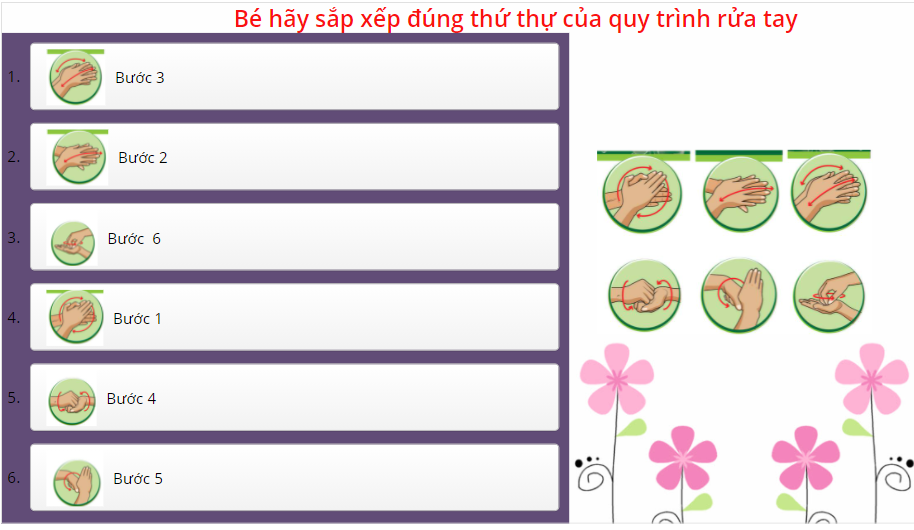 Bé hãy sắp xếp đúng thứ thự của quy trình rửa tay
1. Bước 3
2. Bước 2
3. Bước  6
4. Bước 1
5. Bước 4
6. Bước 5